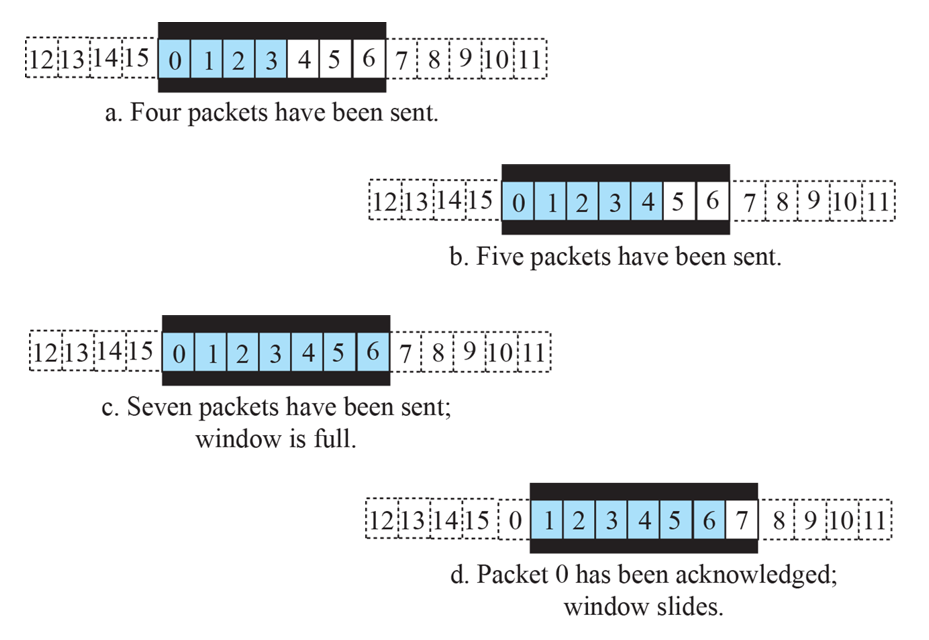 12 13 14 15 0 1 2 3 4 5 6 7 8 9 10 11
a. Four packets have been sent.
12 13 14 15 0 1 2 3 4 5 6 7 8 9 10 11
b. Five packets have been sent.
12 13 14 15 0 1 2 3 4 5 6 7 8 9 10 11
c. Seven packets have been sent;
window is full.
12 13 14 15 0 1 2 3 4 5 6 7 8 9 10 11
d. Packet 0 has been acknowledged;
window slides.